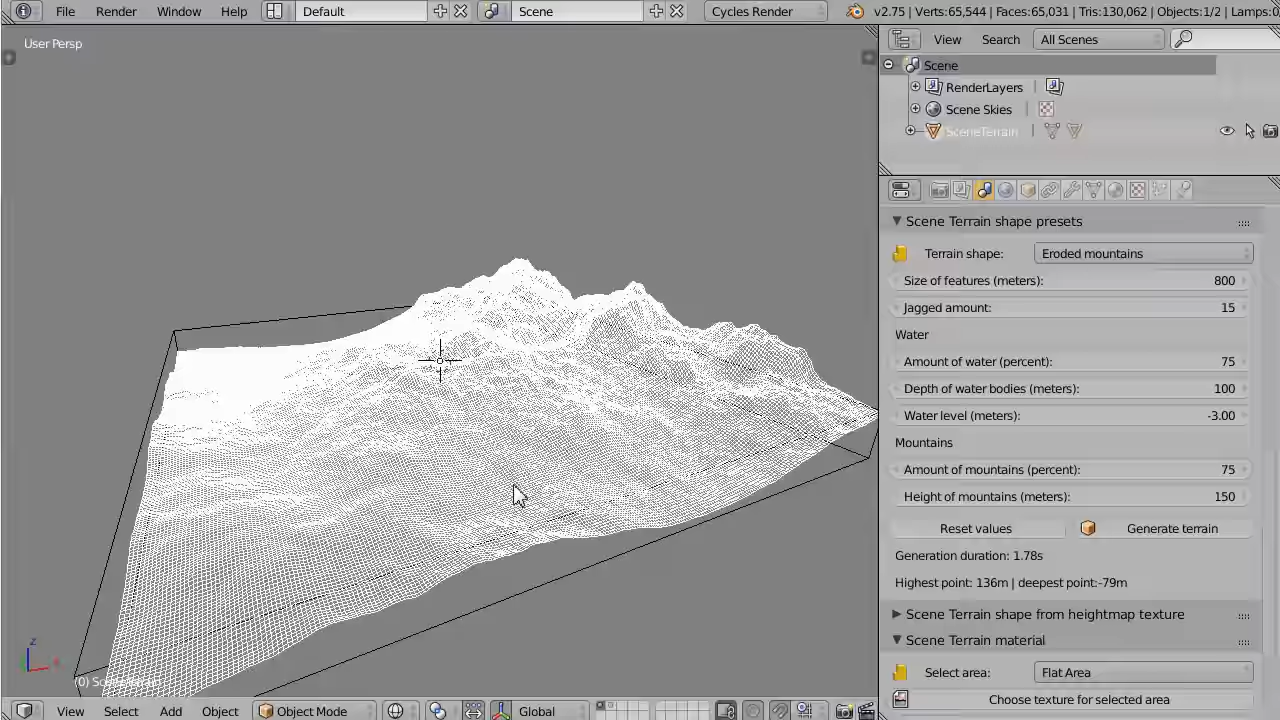 File Render Window Help Default Scene Cycles Render v2.75 | Verts:65,544 | Faces:65,031 | Tris:130,062 | Objects:1/2 | Lamps:0
User Persp
View Search All Scenes
Scene
RenderLayers |
Scene Skies |
SceneTerrain |
Scene Terrain shape presets
Terrain shape: Eroded mountains
Size of features (meters): 800
Jagged amount: 15
Water
Amount of water (percent): 75
Depth of water bodies (meters): 100
Water level (meters): -3.00
Mountains
Amount of mountains (percent): 75
Height of mountains (meters): 150
Reset values Generate terrain
Generation duration: 1.78s
Highest point: 136m | deepest point:-79m
Scene Terrain shape from heightmap texture
Scene Terrain material
Select area: Flat Area
Choose texture for selected area
z
(0)
View Select Add Object Object Mode Global